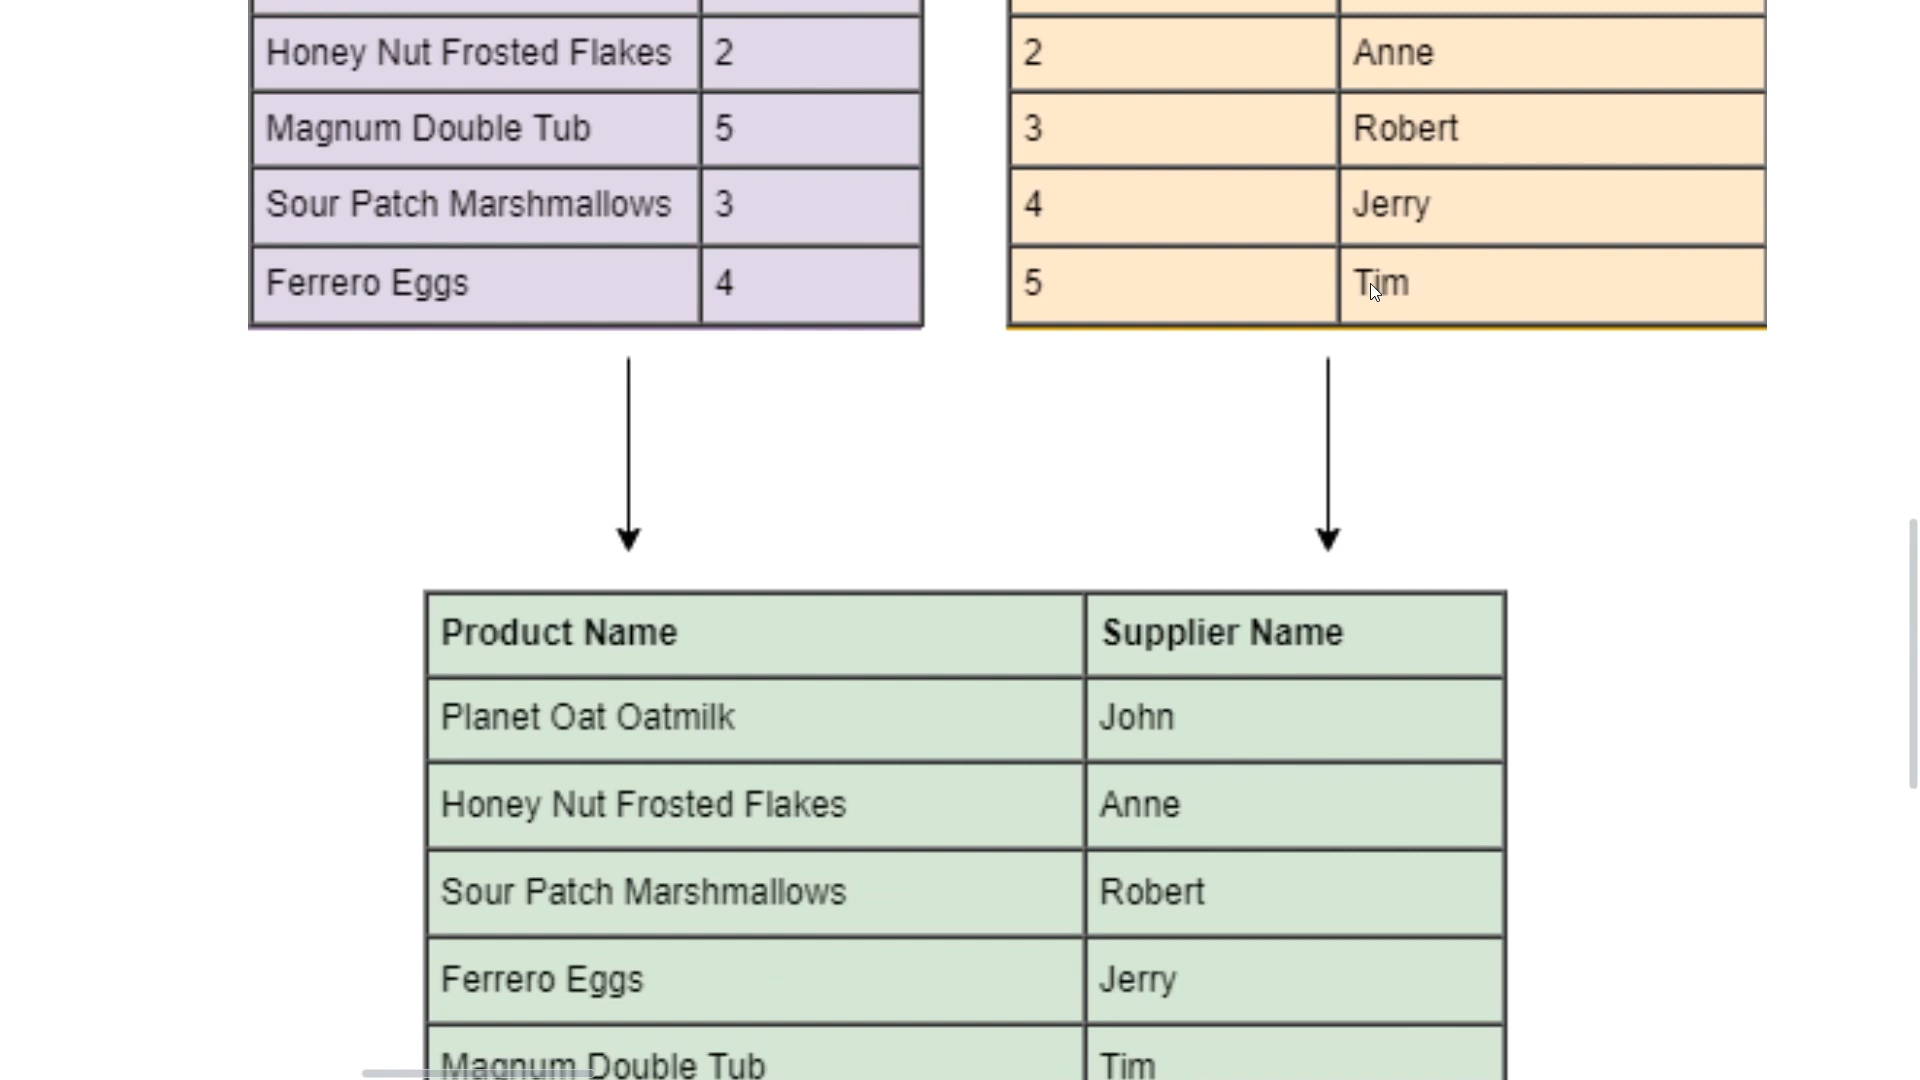 Honey Nut Frosted Flakes 2
Magnum Double Tub 5
Sour Patch Marshmallows 3
Ferrero Eggs 4
2 Anne
3 Robert
4 Jerry
5 Tim
Product Name Supplier Name
Planet Oat Oatmilk John
Honey Nut Frosted Flakes Anne
Sour Patch Marshmallows Robert
Ferrero Eggs Jerry
Magnum Double Tub Tim